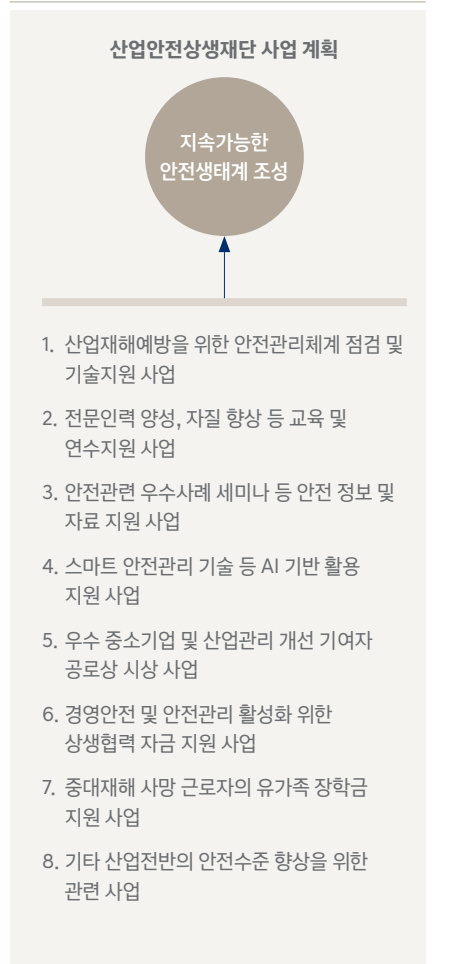 산업안전상생재단 사업 계획
지속가능한
안전생태계 조성
1. 산업재해예방을 위한 안전관리체계 점검 및
기술지원 사업
2. 전문인력 양성, 자질 향상 등 교육 및
연수지원 사업
3. 안전관련 우수사례 세미나 등 안전 정보 및
자료 지원 사업
4. 스마트 안전관리 기술 등 AI 기반 활용
지원 사업
5. 우수 중소기업 및 산업관리 개선 기여자
공로상 시상 사업
6. 경영안전 및 안전관리 활성화 위한
상생협력 자금 지원 사업
7. 중대재해 사망 근로자의 유가족 장학금
지원 사업
8. 기타 산업전반의 안전수준 향상을 위한
관련 사업